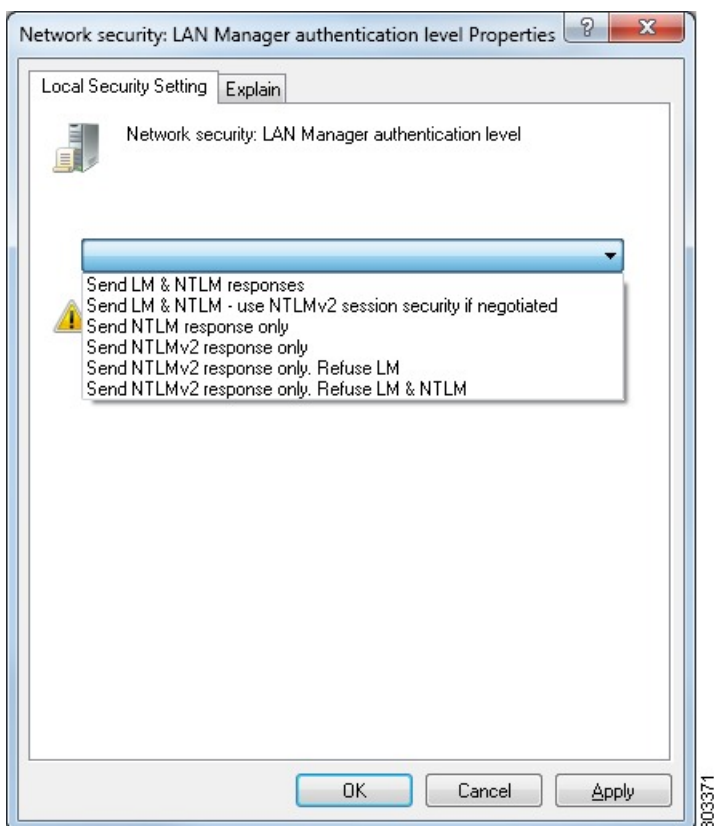 Network security: LAN Manager authentication level Properties
Local Security Setting
Explain
Network security: LAN Manager authentication level
Send LM & NTLM responses
Send LM & NTLM - use NTLMv2 session security if negotiated
Send NTLM response only
Send NTLMv2 response only
Send NTLMv2 response only. Refuse LM
Send NTLMv2 response only. Refuse LM & NTLM
OK
Cancel
Apply
303371